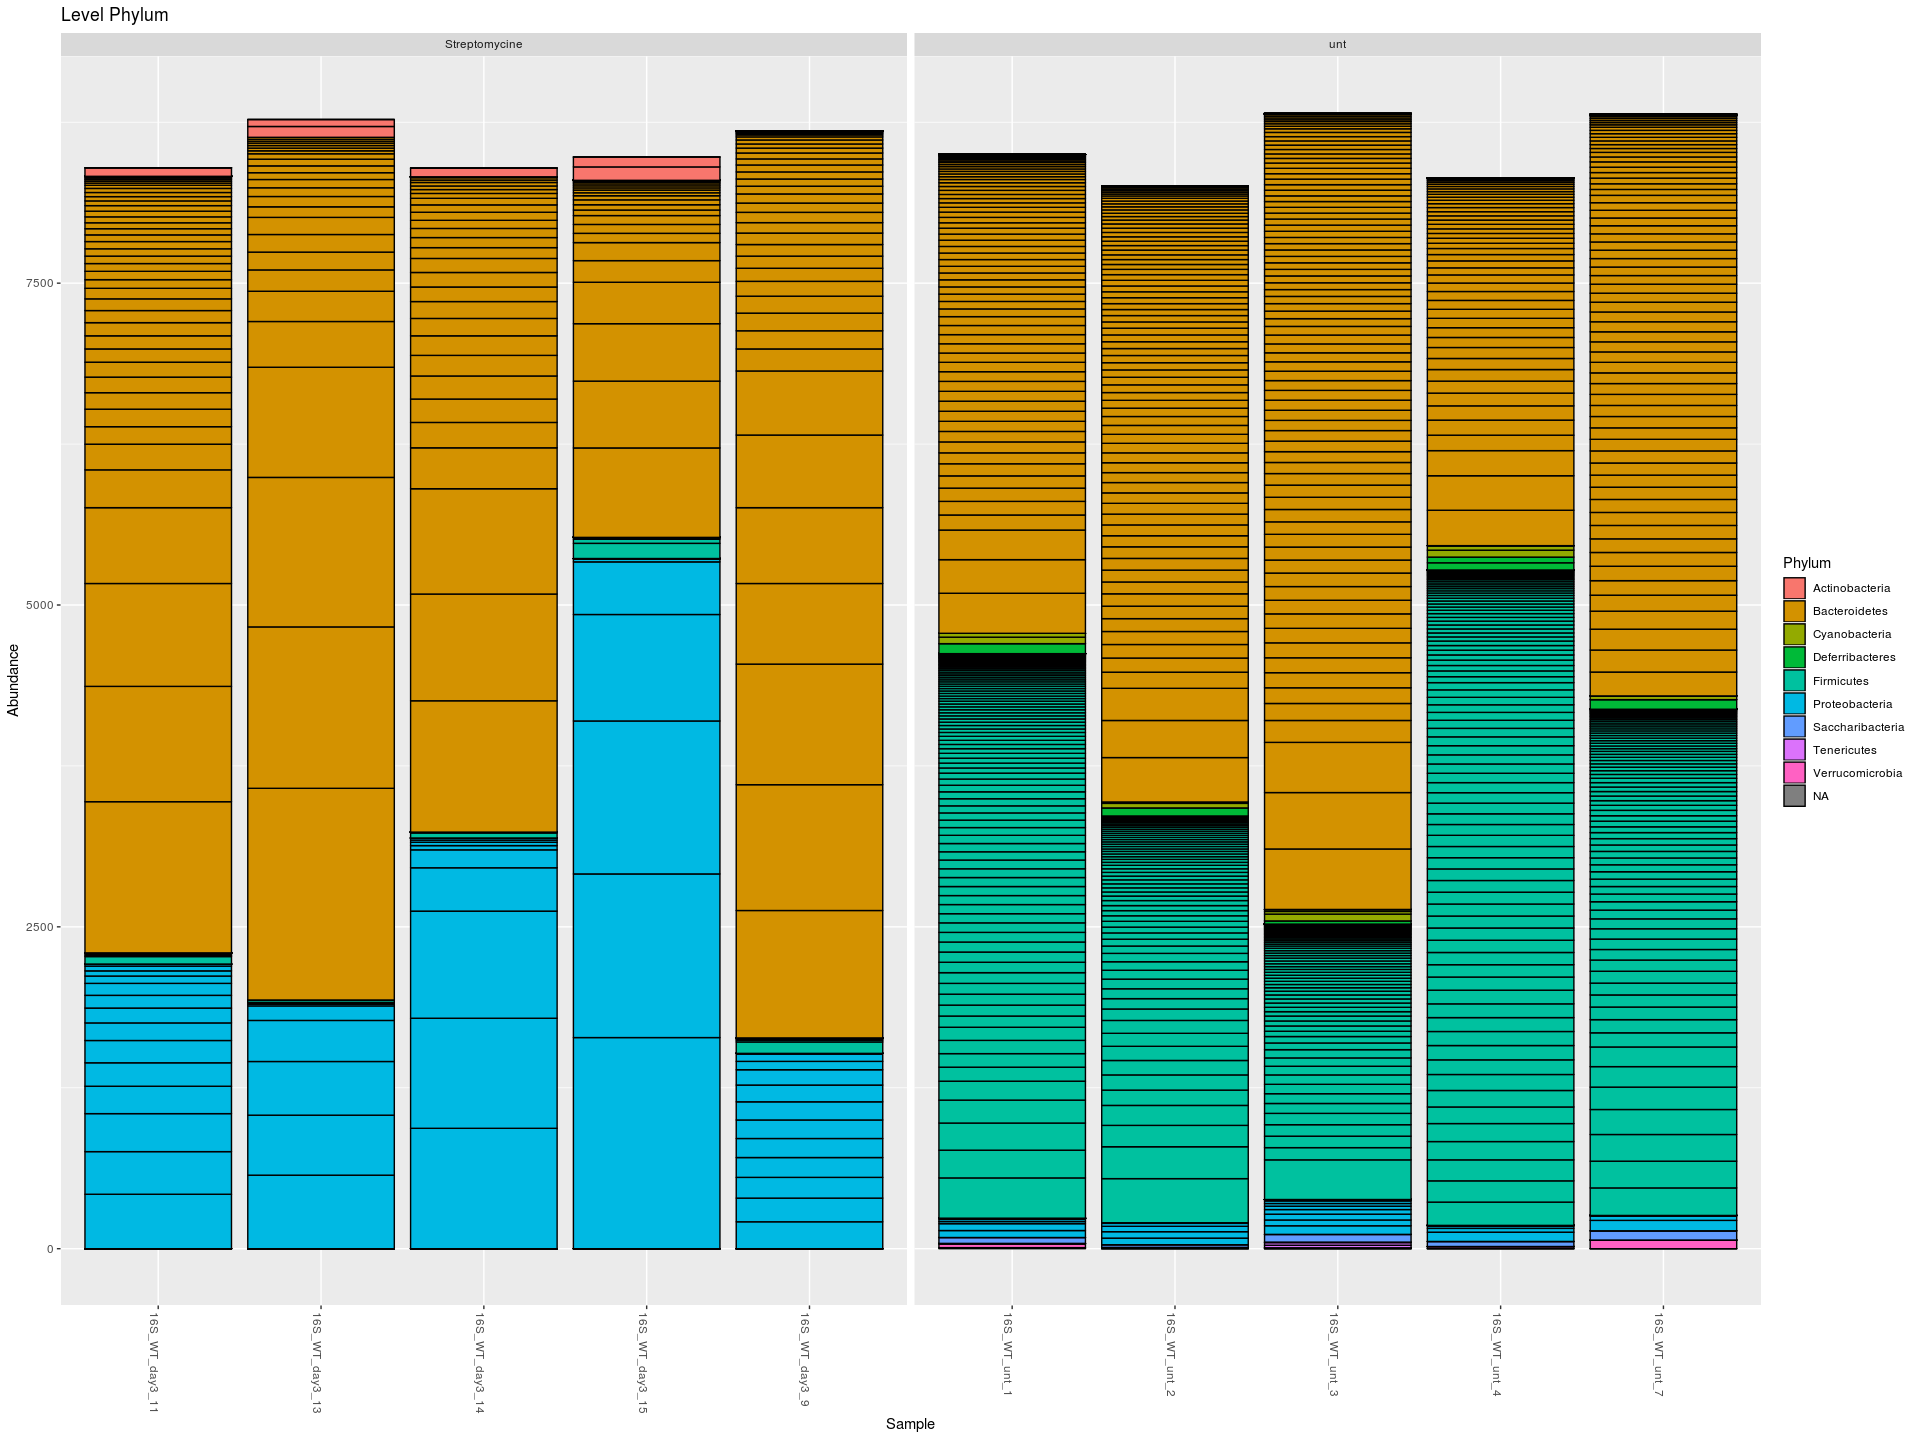 Level Phylum
Streptomycine
unt
Abundance
7500
5000
2500
0
16S_WT_day3_11
16S_WT_day3_13
16S_WT_day3_14
16S_WT_day3_15
16S_WT_day3_9
16S_WT_unt_1
16S_WT_unt_2
16S_WT_unt_3
16S_WT_unt_4
16S_WT_unt_7
Sample
Phylum
Actinobacteria
Bacteroidetes
Cyanobacteria
Deferribacteres
Firmicutes
Proteobacteria
Saccharibacteria
Tenericutes
Verrucomicrobia
NA